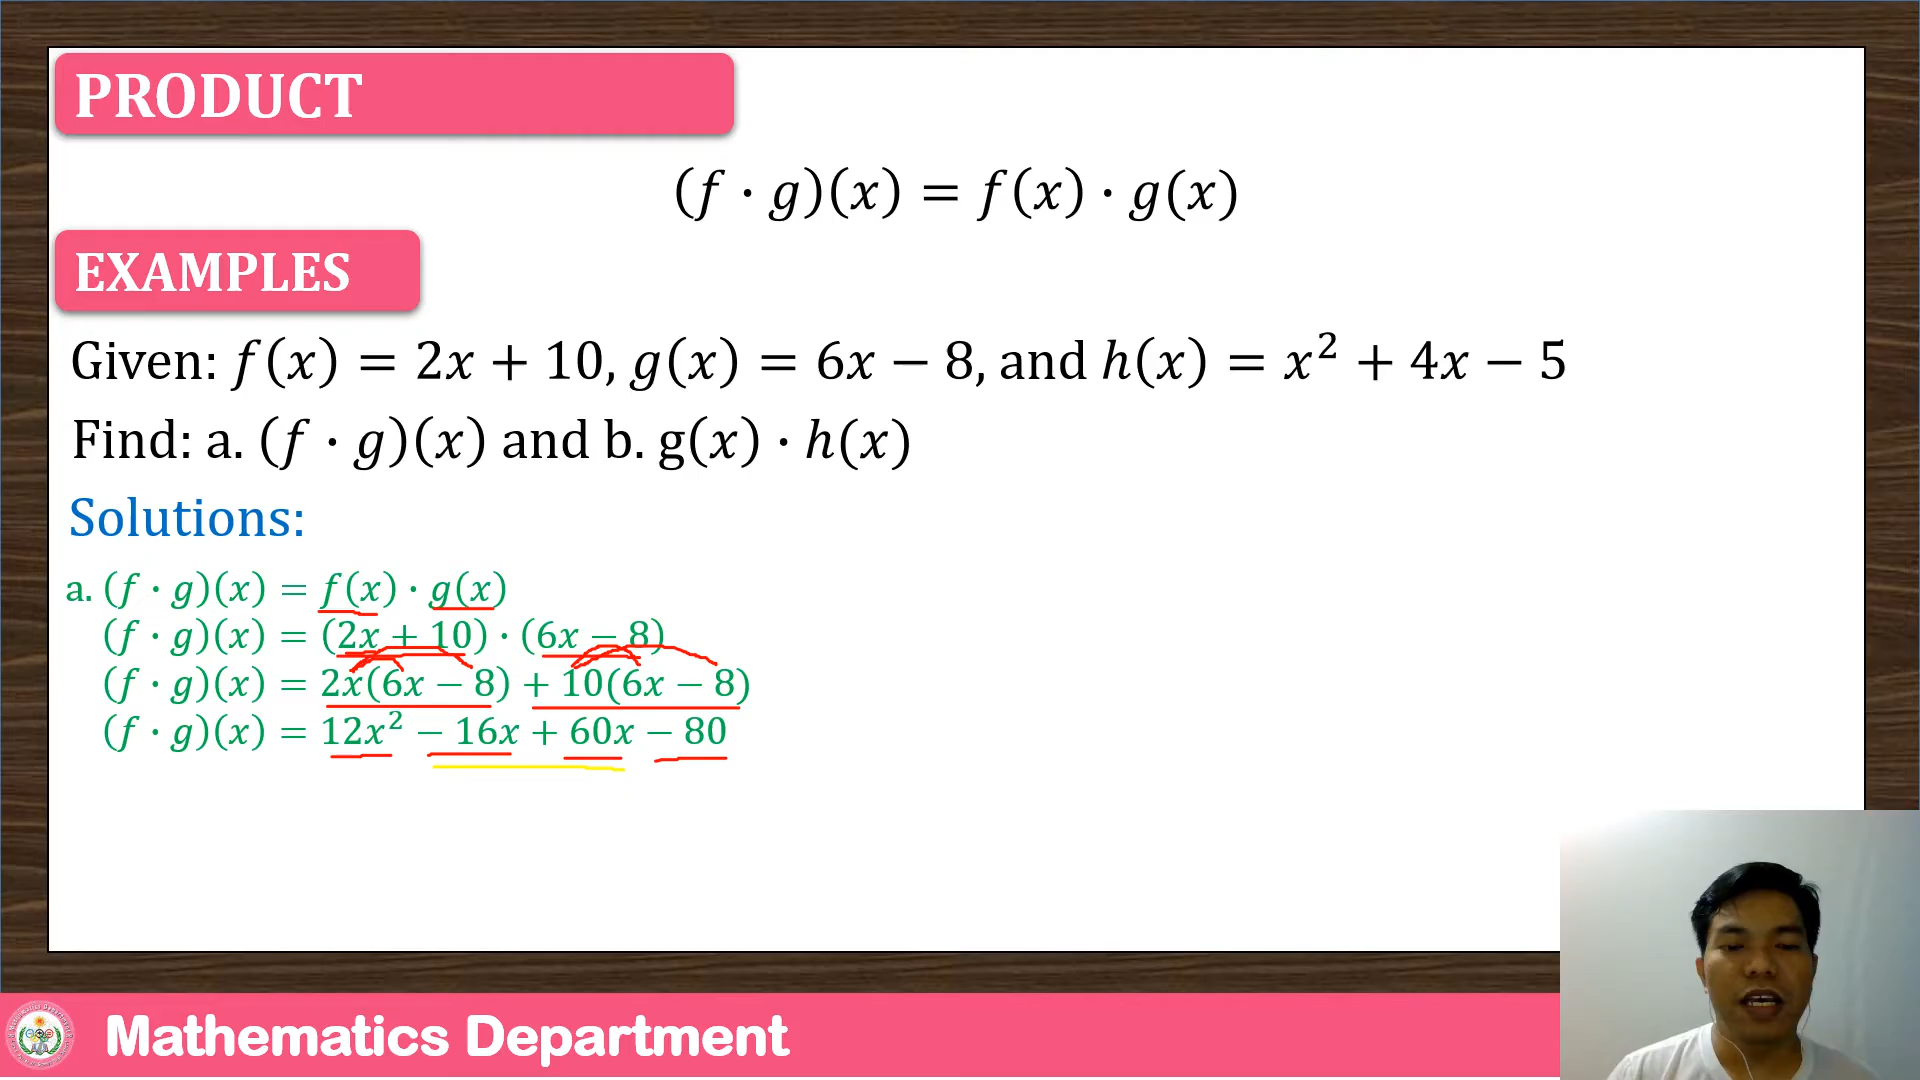 PRODUCT
(f · g)(x) = f(x) · g(x)
EXAMPLES
Given: f(x) = 2x + 10, g(x) = 6x − 8, and h(x) = x² + 4x − 5
Find: a. (f · g)(x) and b. g(x) · h(x)
Solutions:
a. (f · g)(x) = f(x) · g(x)
(f · g)(x) = (2x + 10) · (6x − 8)
(f · g)(x) = 2x(6x − 8) + 10(6x − 8)
(f · g)(x) = 12x² − 16x + 60x − 80
Mathematics Department